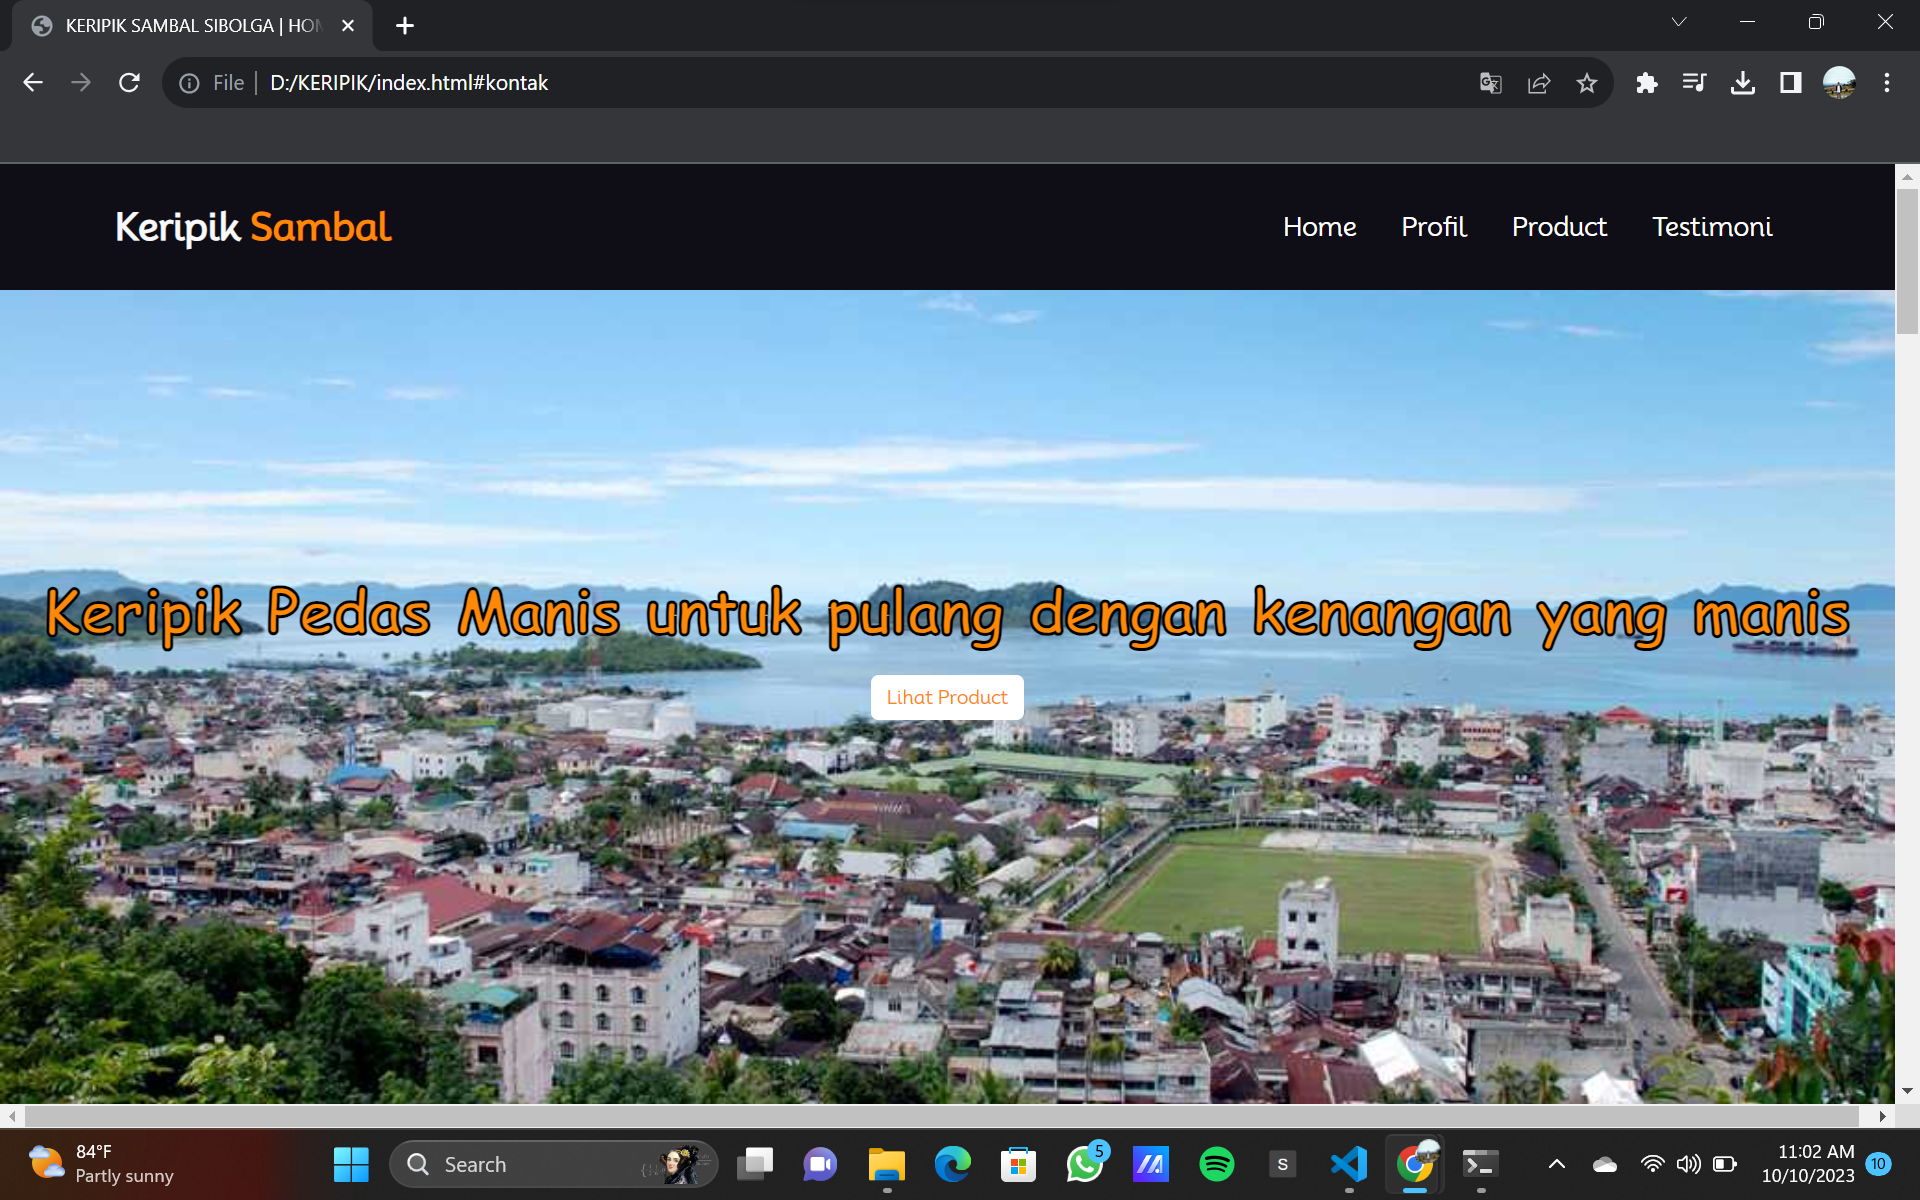 KERIPIK SAMBAL SIBOLGA | HOM
File
D:/KERIPIK/index.html#kontak
Keripik Sambal
Home
Profil
Product
Testimoni
Keripik Pedas Manis untuk pulang dengan kenangan yang manis
Lihat Product
84°F
Partly sunny
Search
5
S
11:02 AM
10/10/2023
10